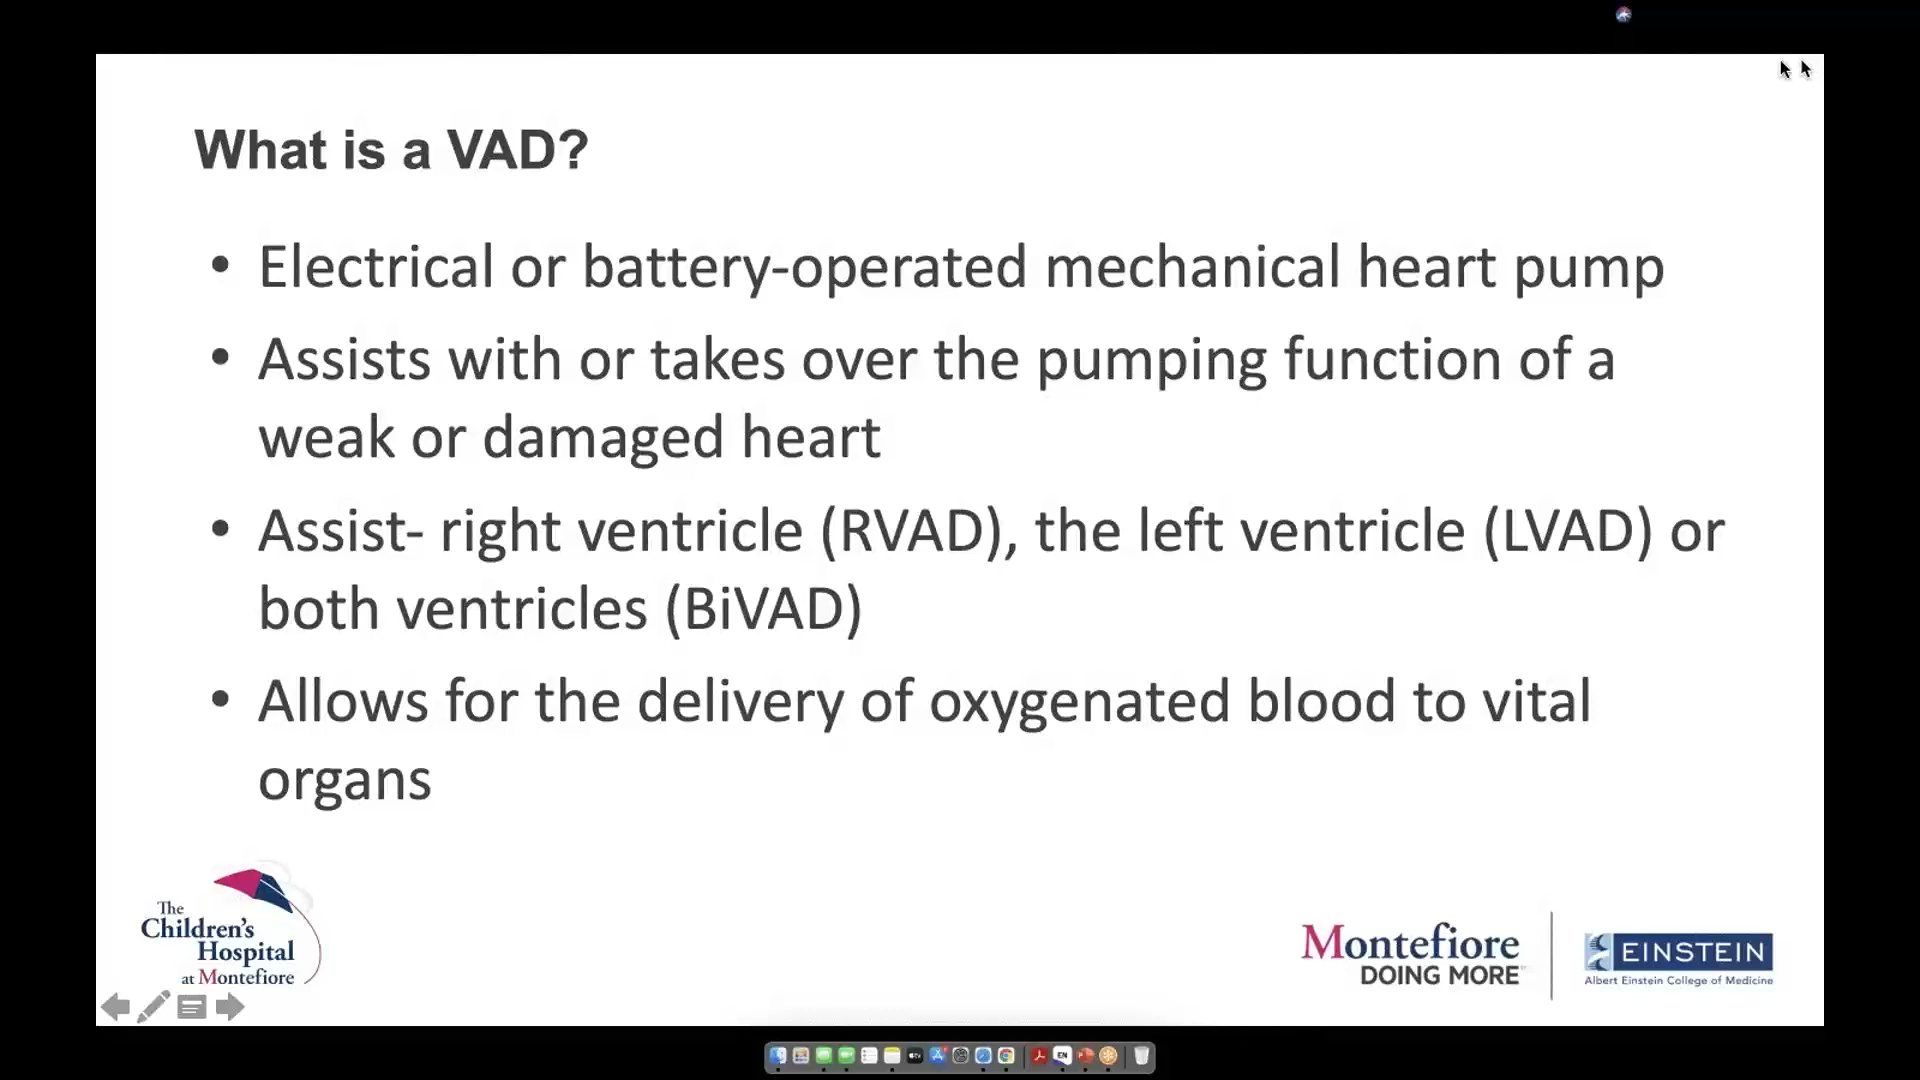 What is a VAD?
• Electrical or battery-operated mechanical heart pump
• Assists with or takes over the pumping function of a
weak or damaged heart
• Assist- right ventricle (RVAD), the left ventricle (LVAD) or
both ventricles (BiVAD)
• Allows for the delivery of oxygenated blood to vital
organs
The
Children's
Hospital
at Montefiore
Montefiore
DOING MORE
EINSTEIN
Albert Einstein College of Medicine
EN